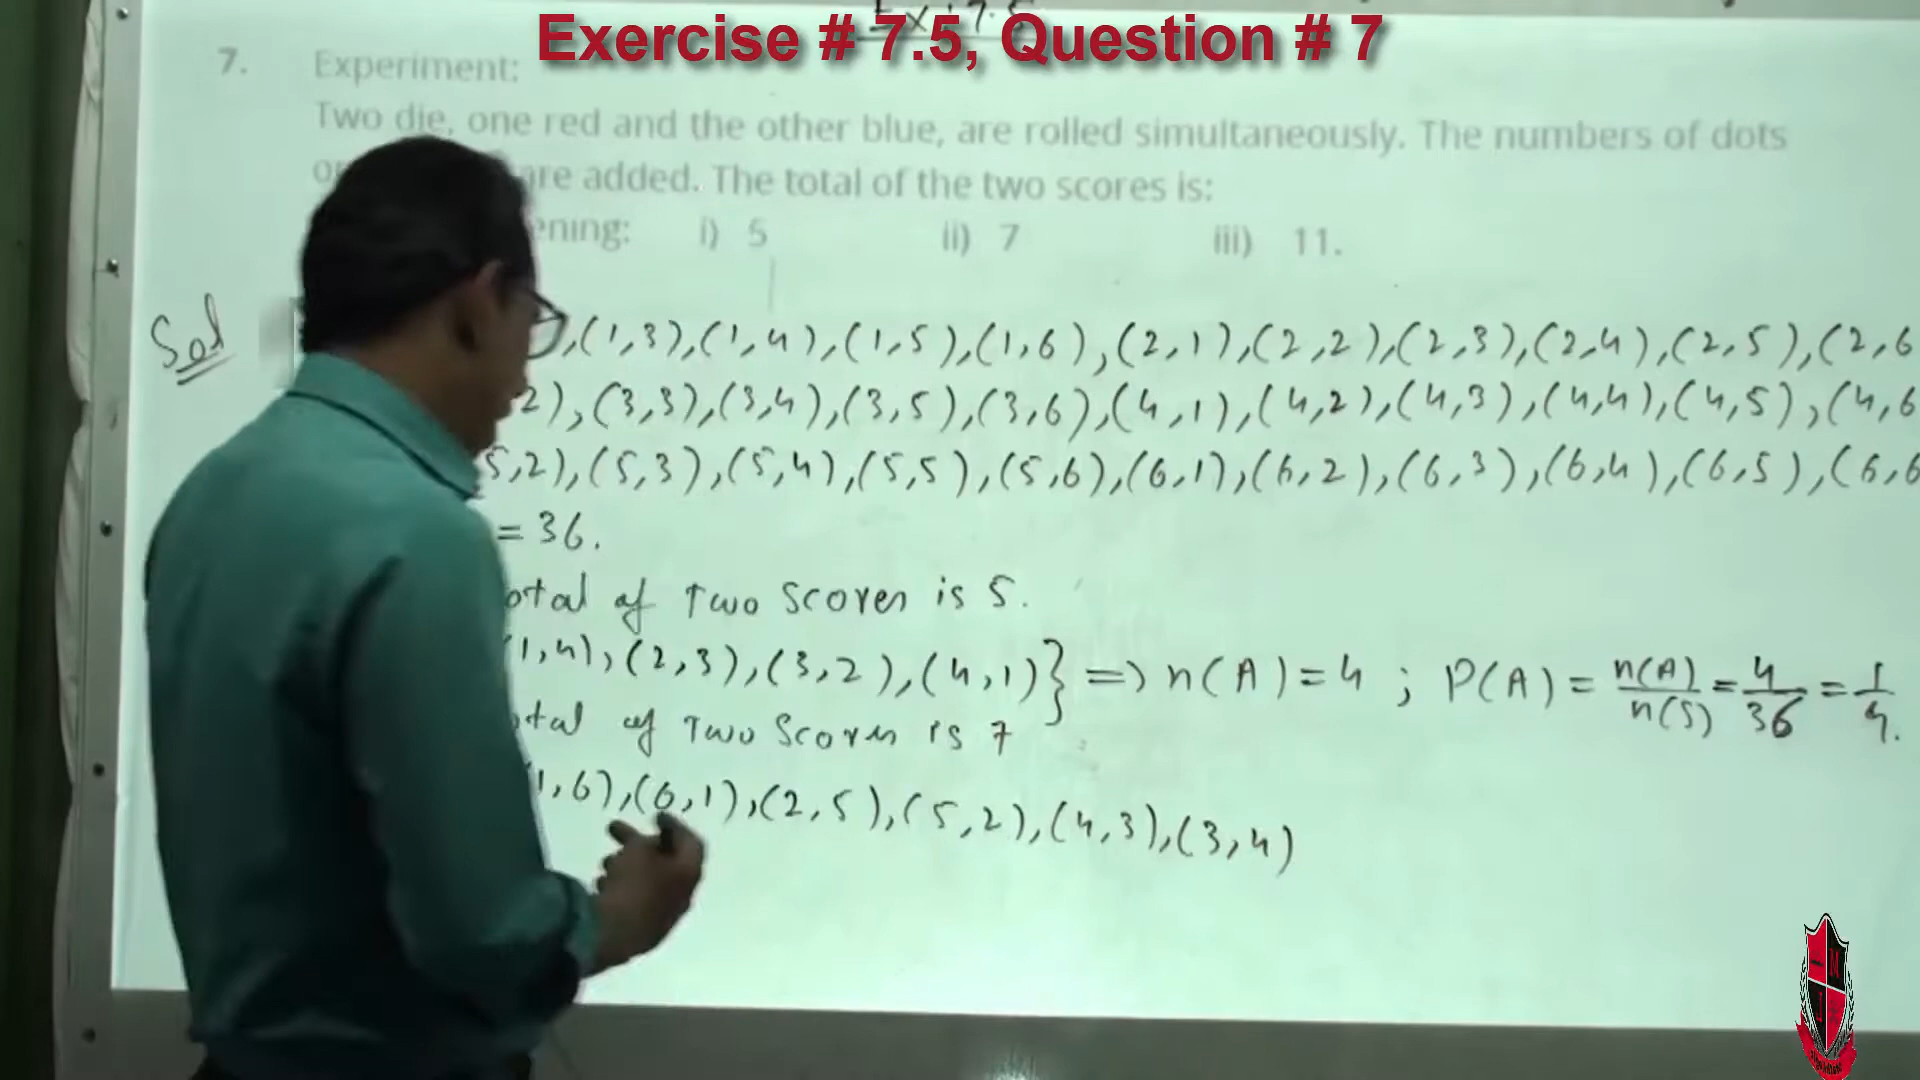 Exercise # 7.5, Question # 7
7. Experiment:
Two die, one red and the other blue, are rolled simultaneously. The numbers of dots
are added. The total of the two scores is:
i) 5 ii) 7 iii) 11.
Sol
,(1,3),(1,4),(1,5),(1,6),(2,1),(2,2),(2,3),(2,4),(2,5),(2,6
2),(3,3),(3,4),(3,5),(3,6),(4,1),(4,2),(4,3),(4,4),(4,5),(4,6
5,2),(5,3),(5,4),(5,5),(5,6),(6,1),(6,2),(6,3),(6,4),(6,5),(6,6
= 36.
otal of Two Scores is 5.
1,4),(2,3),(3,2),(4,1)} => n(A) = 4 ; P(A) = n(A)/n(S) = 4/36 = 1/4.
otal of Two Scores is 7
1,6),(6,1),(2,5),(5,2),(4,3),(3,4)